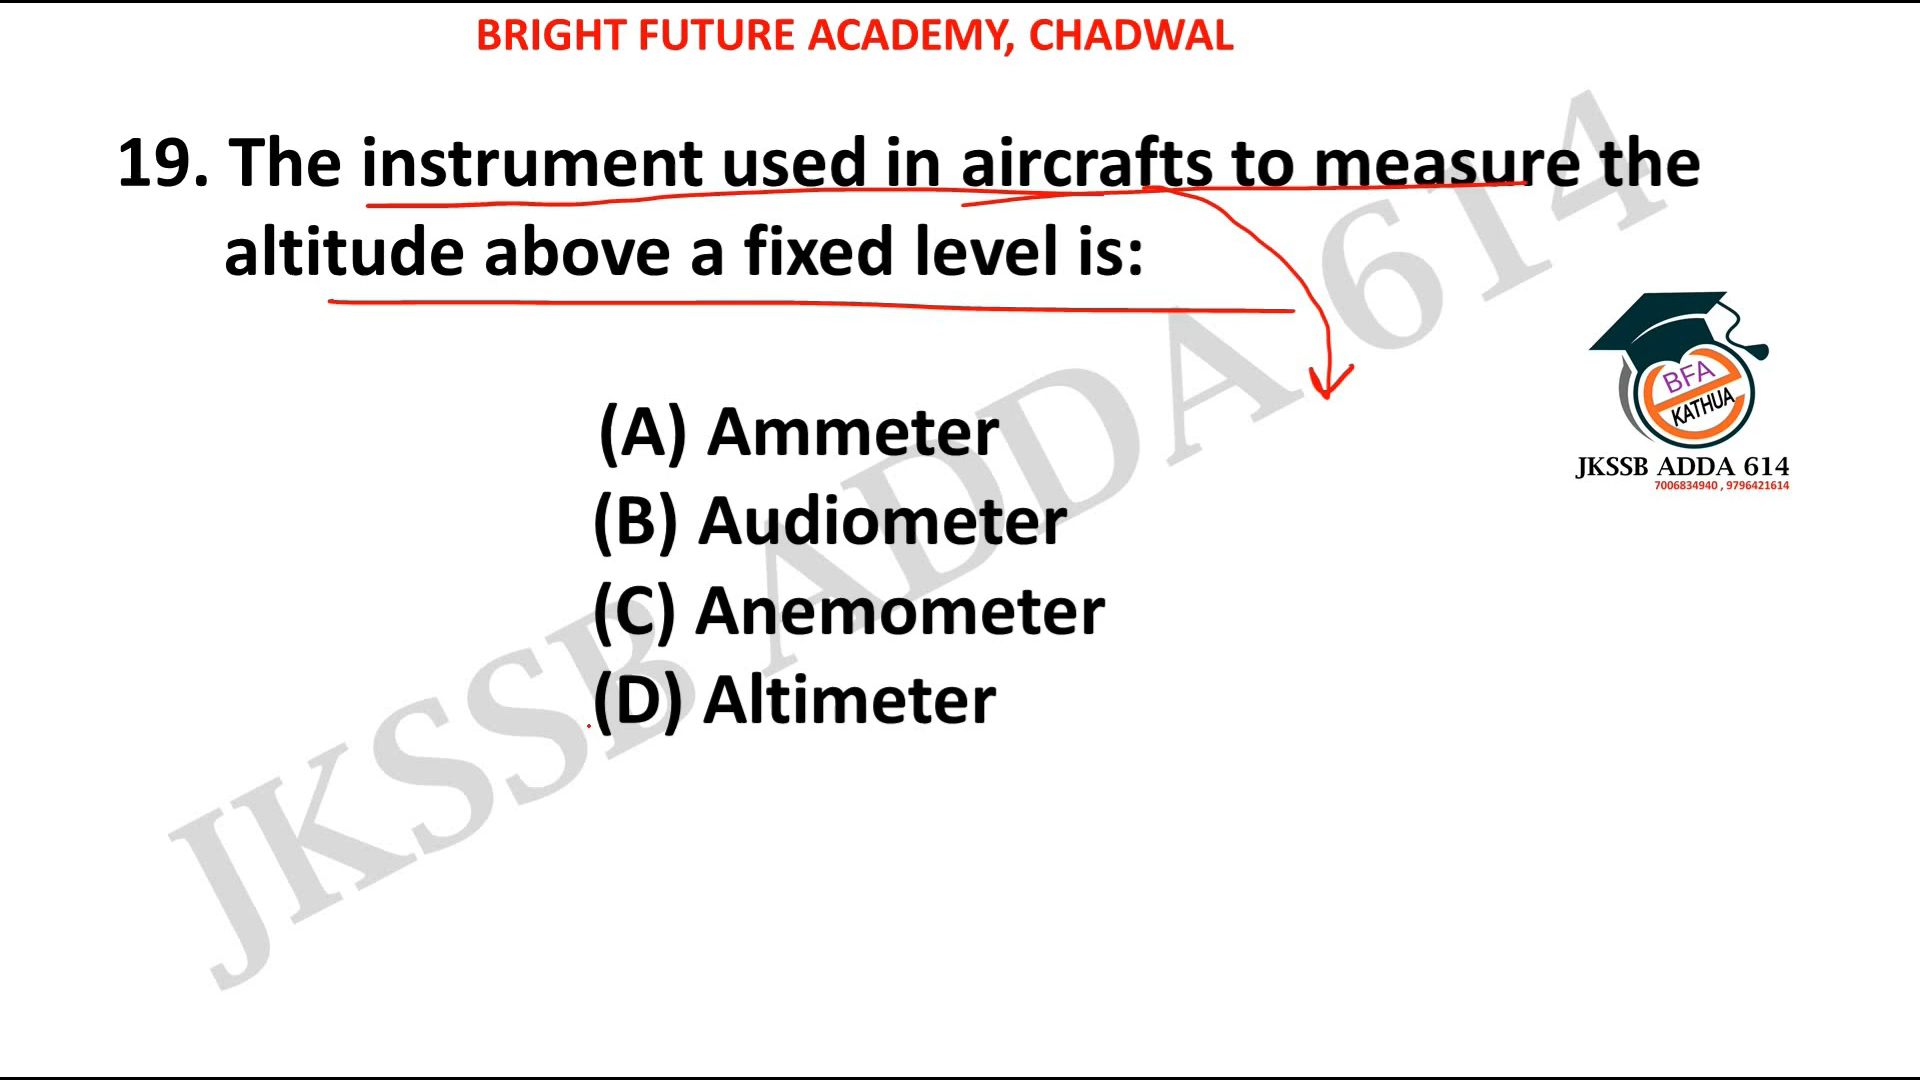 BRIGHT FUTURE ACADEMY, CHADWAL
19. The instrument used in aircrafts to measure the
altitude above a fixed level is:
(A) Ammeter
(B) Audiometer
(C) Anemometer
(D) Altimeter
BFA
KATHUA
JKSSB ADDA 614
7006834940 , 9796421614
JKSSB ADDA 614